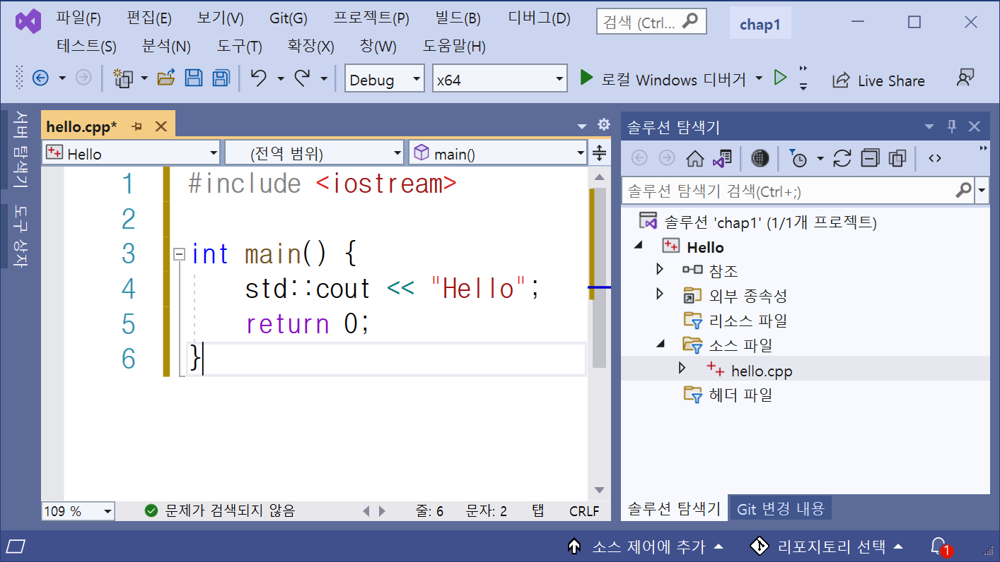 파일(F) 편집(E) 보기(V) Git(G) 프로젝트(P) 빌드(B) 디버그(D) 검색 (Ctrl... chap1
테스트(S) 분석(N) 도구(T) 확장(X) 창(W) 도움말(H)
Debug x64 로컬 Windows 디버거 Live Share
서버 탐색기
도구 상자
hello.cpp*
Hello (전역 범위) main()
1 #include <iostream>
2
3 int main() {
4 std::cout << "Hello";
5 return 0;
6 }
109 % 문제가 검색되지 않음 줄: 6 문자: 2 탭 CRLF
솔루션 탐색기
솔루션 탐색기 검색(Ctrl+;)
솔루션 'chap1' (1/1개 프로젝트)
Hello
참조
외부 종속성
리소스 파일
소스 파일
++ hello.cpp
헤더 파일
솔루션 탐색기 Git 변경 내용
소스 제어에 추가 리포지토리 선택 1